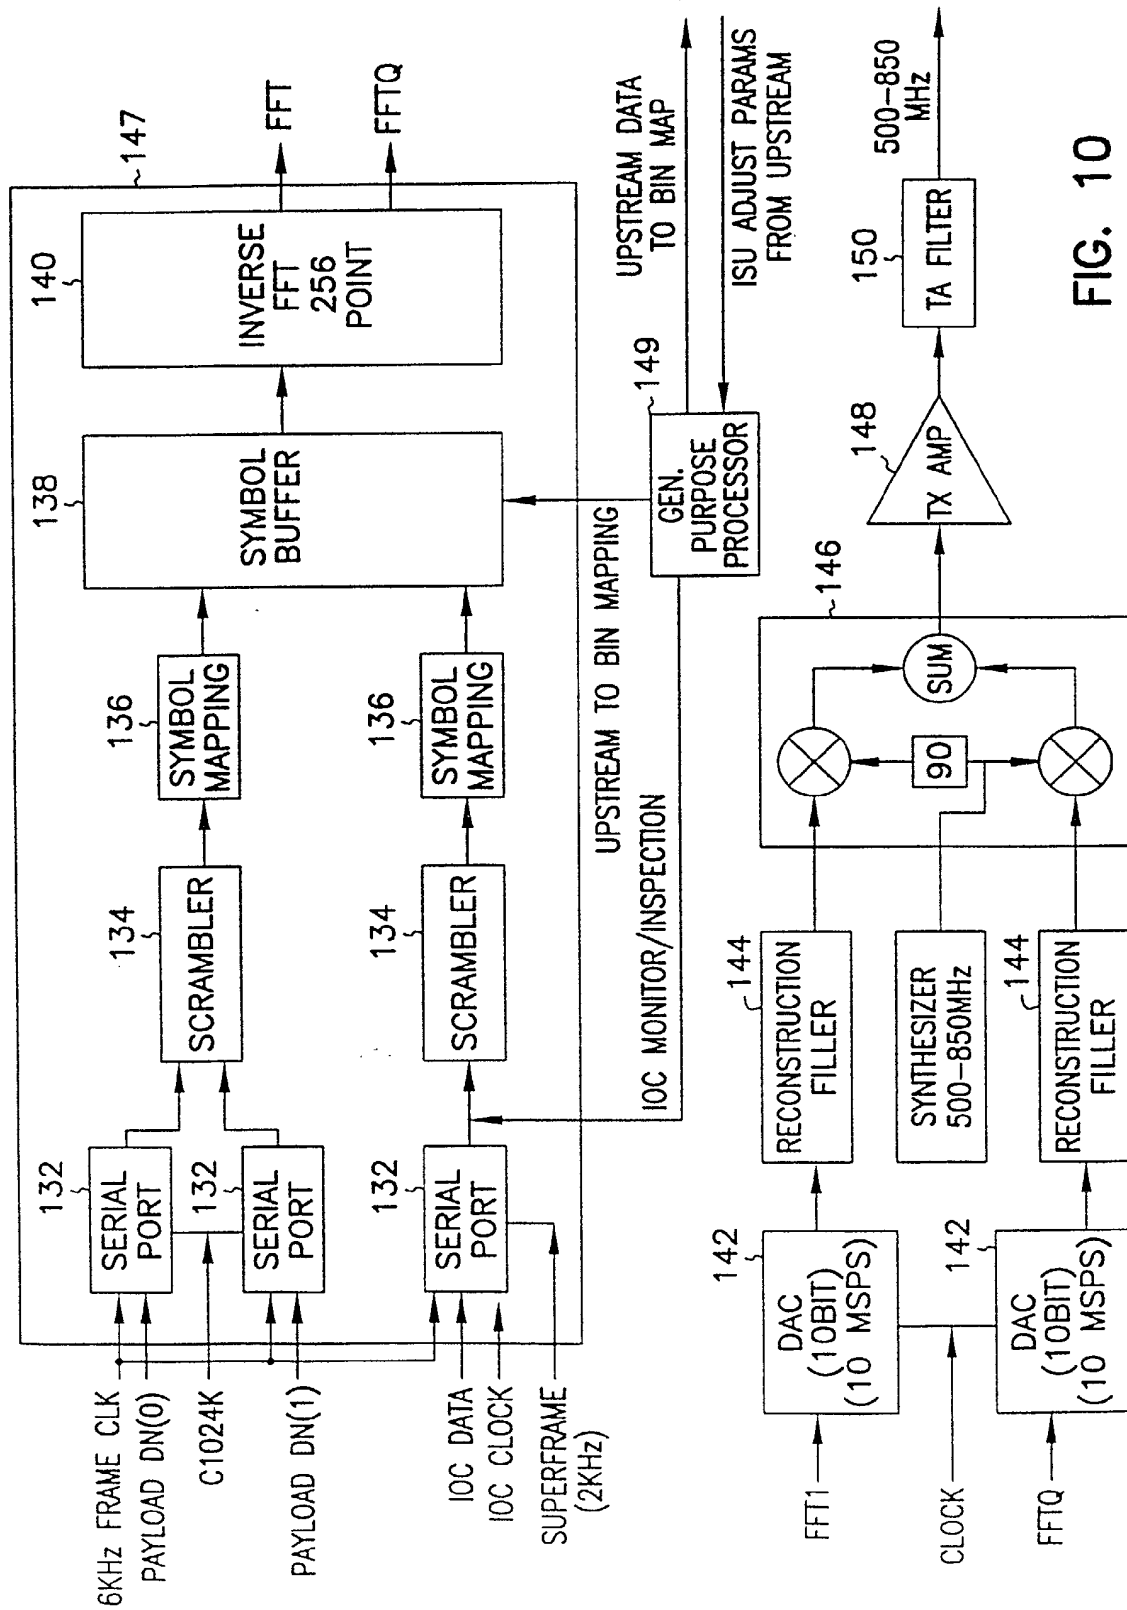 147
6KHz FRAME CLK
PAYLOAD DN(0)
C1024K
PAYLOAD DN(1)
IOC DATA
IOC CLOCK
SUPERFRAME
(2KHz)
132
SERIAL
PORT
132
SERIAL
PORT
132
SERIAL
PORT
134
SCRAMBLER
134
SCRAMBLER
136
SYMBOL
MAPPING
136
SYMBOL
MAPPING
138
SYMBOL
BUFFER
140
INVERSE
FFT
256
POINT
FFT
FFTQ
UPSTREAM TO BIN MAPPING
IOC MONITOR/INSPECTION
149
GEN.
PURPOSE
PROCESSOR
UPSTREAM DATA
TO BIN MAP
ISU ADJUST PARAMS
FROM UPSTREAM
FFT1
CLOCK
FFTQ
142
DAC
(10BIT)
(10 MSPS)
142
DAC
(10BIT)
(10 MSPS)
144
RECONSTRUCTION
FILLER
SYNTHESIZER
500-850MHz
144
RECONSTRUCTION
FILLER
146
90
SUM
148
TX AMP
150
TA FILTER
500-850
MHz
FIG. 10